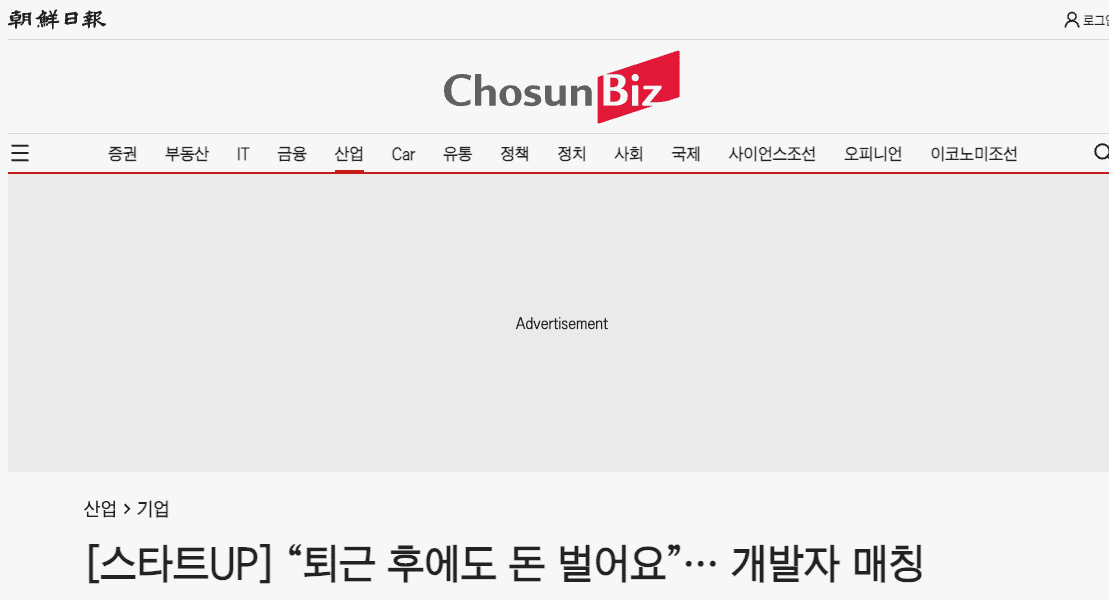 朝鮮日報
로그인
ChosunBiz
증권 부동산 IT 금융 산업 Car 유통 정책 정치 사회 국제 사이언스조선 오피니언 이코노미조선
Advertisement
산업 > 기업
[스타트UP] “퇴근 후에도 돈 벌어요”… 개발자 매칭